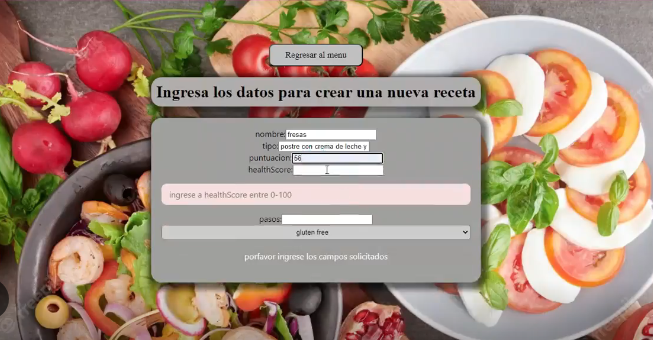 Regresar al menu
Ingresa los datos para crear una nueva receta
nombre: fresas
tipo: postre con crema de leche y
puntuacion: 56
healthScore:
ingrese a healthScore entre 0-100
pasos:
gluten free
porfavor ingrese los campos solicitados